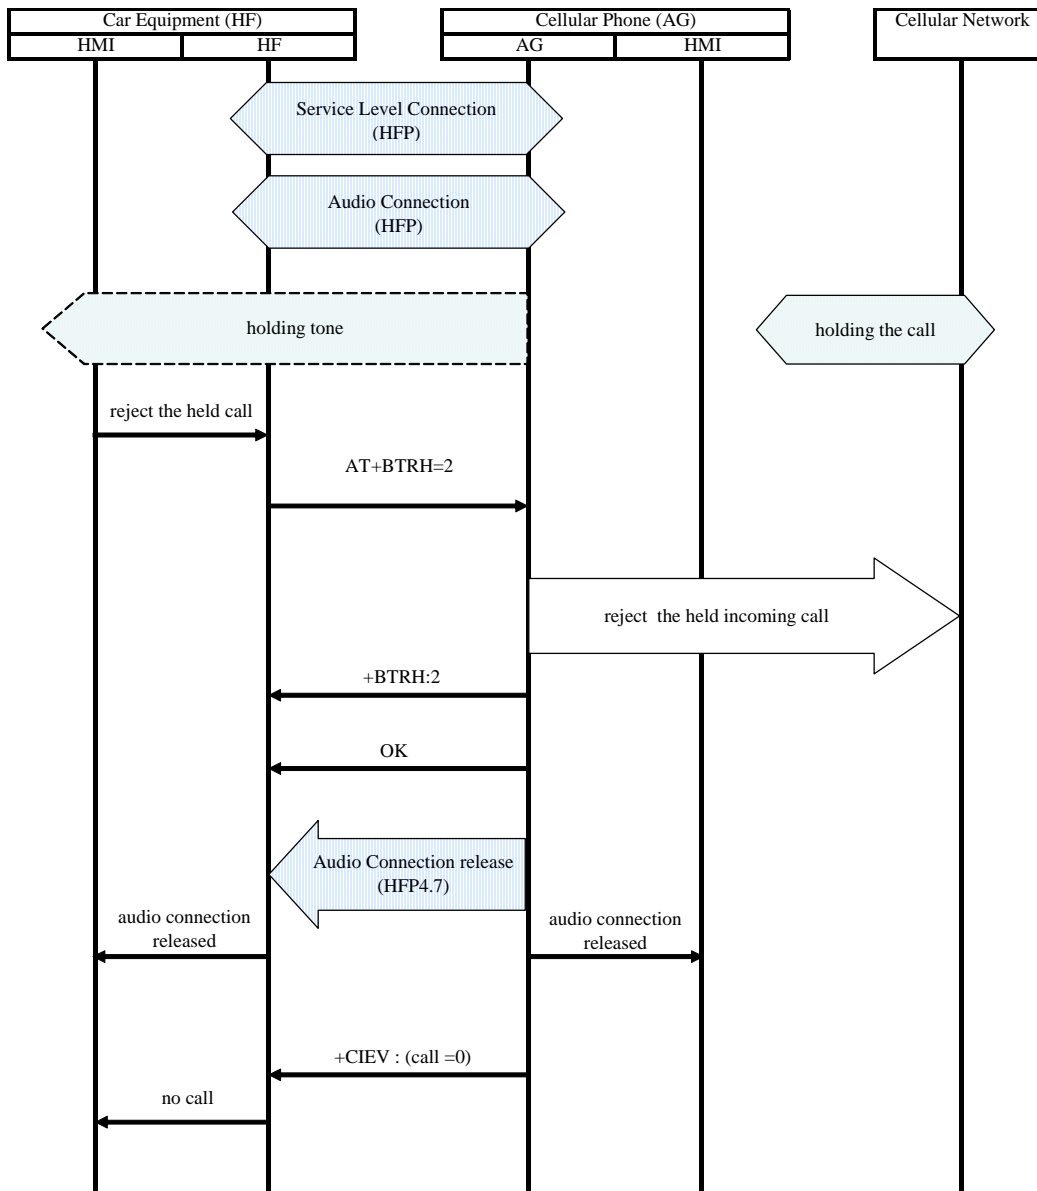 Car Equipment (HF)
Cellular Phone (AG)
Cellular Network
HMI
HF
AG
HMI
Service Level Connection
(HFP)
Audio Connection
(HFP)
holding tone
holding the call
reject the held call
AT+BTRH=2
reject the held incoming call
+BTRH:2
OK
Audio Connection release
(HFP4.7)
audio connection
released
audio connection
released
+CIEV : (call =0)
no call